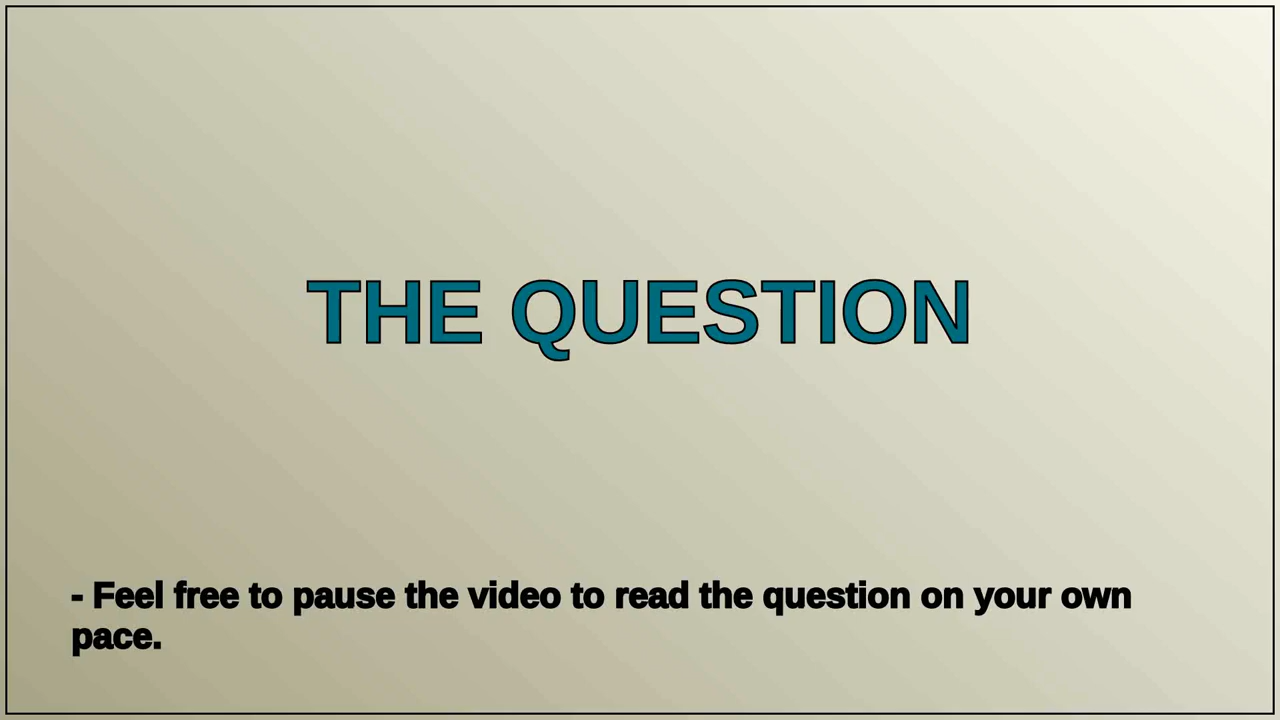 THE QUESTION
- Feel free to pause the video to read the question on your own
pace.